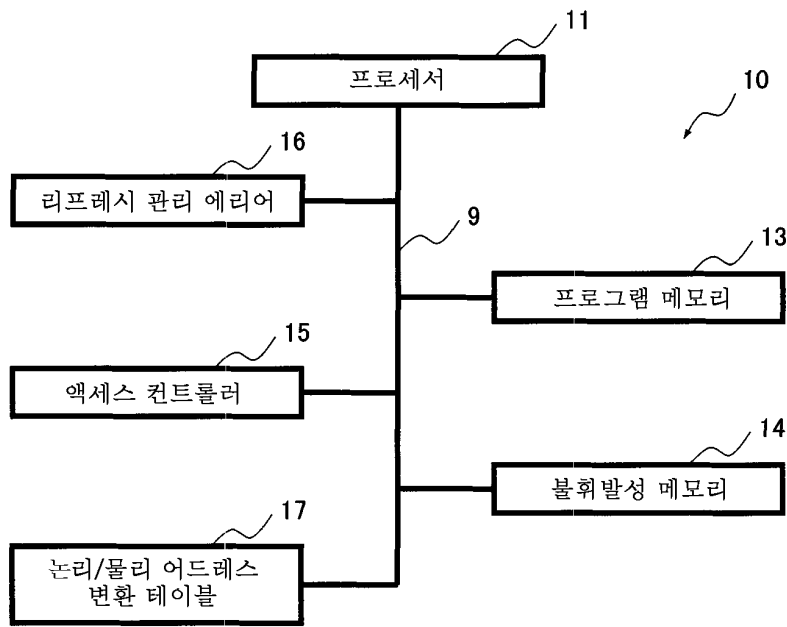 11
프로세서
10
16
리프레시 관리 에리어
9
13
프로그램 메모리
15
액세스 컨트롤러
14
불휘발성 메모리
17
논리/물리 어드레스
변환 테이블